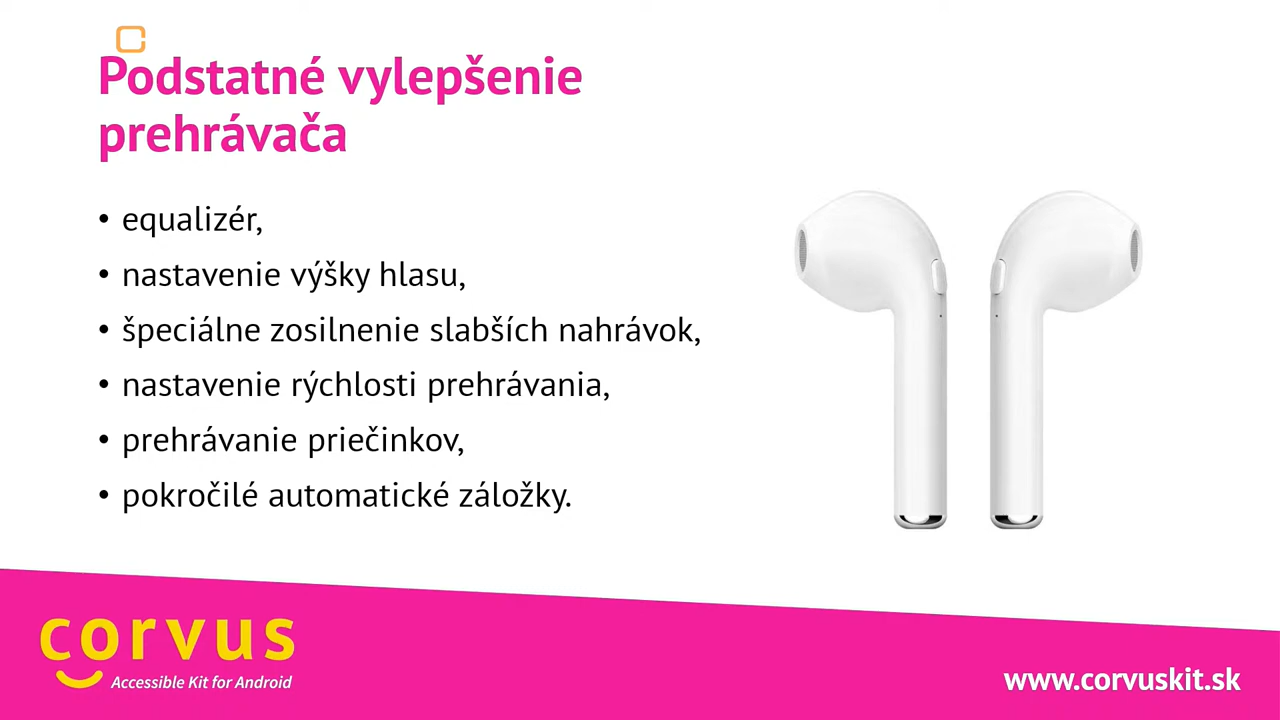 Podstatné vylepšenie
prehrávača
• equalizér,
• nastavenie výšky hlasu,
• špeciálne zosilnenie slabších nahrávok,
• nastavenie rýchlosti prehrávania,
• prehrávanie priečinkov,
• pokročilé automatické záložky.
corvus
Accessible Kit for Android
www.corvuskit.sk